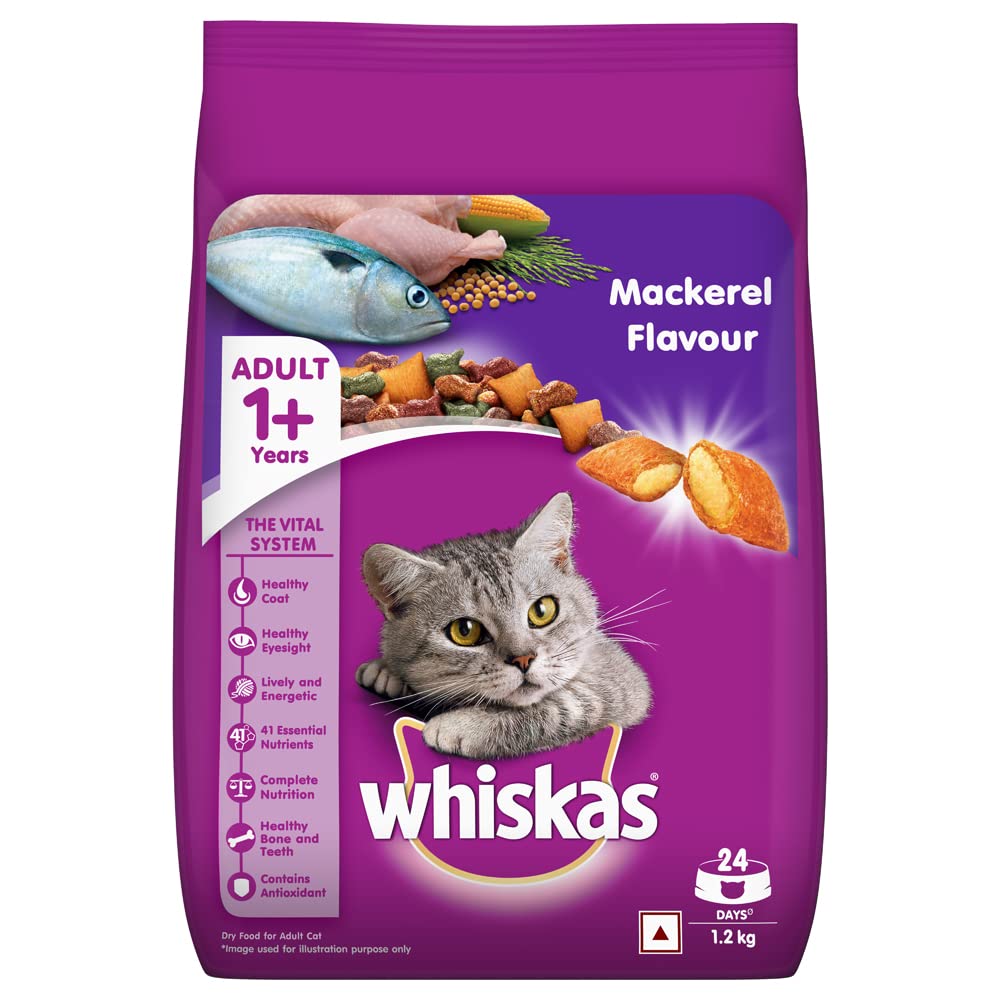 Mackerel
Flavour
ADULT
1+
Years
THE VITAL
SYSTEM
Healthy
Coat
Healthy
Eyesight
Lively and
Energetic
41
41 Essential
Nutrients
Complete
Nutrition
Healthy
Bone and
Teeth
Contains
Antioxidant
whiskas®
24
DAYSØ
1.2 kg
Dry Food for Adult Cat
*Image used for illustration purpose only